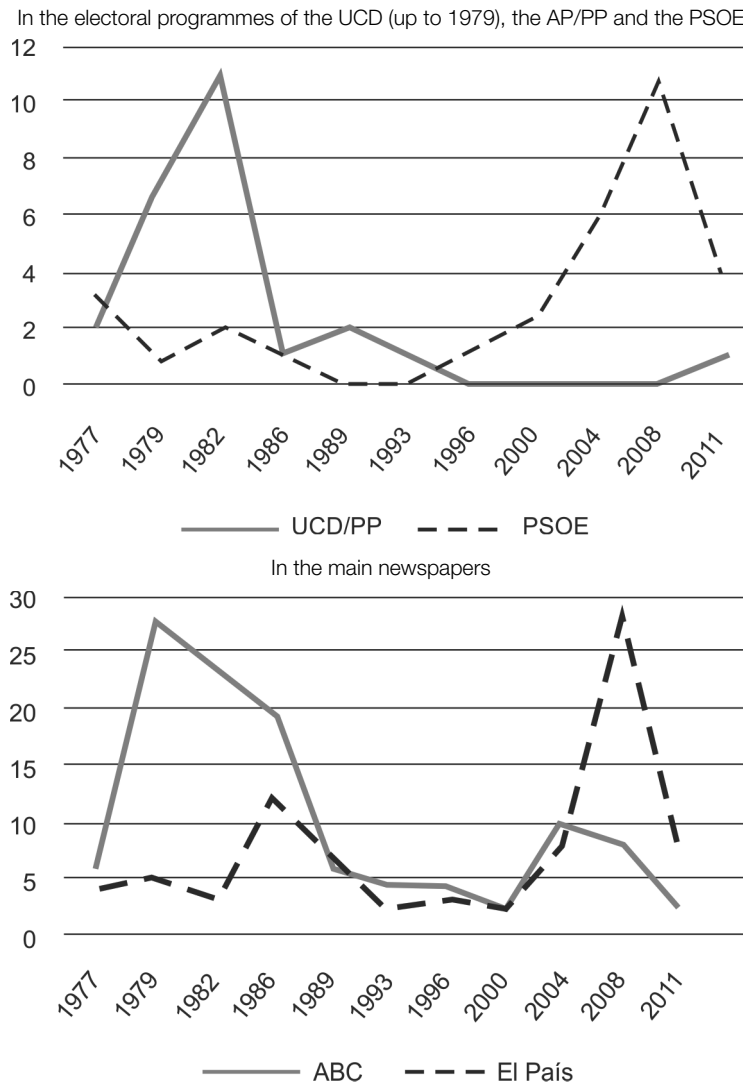 In the electoral programmes of the UCD (up to 1979), the AP/PP and the PSOE
12
10
8
6
4
2
0
1977 1979 1982 1986 1989 1993 1996 2000 2004 2008 2011
UCD/PP PSOE
In the main newspapers
30
25
20
15
10
5
0
1977 1979 1982 1986 1989 1993 1996 2000 2004 2008 2011
ABC El País